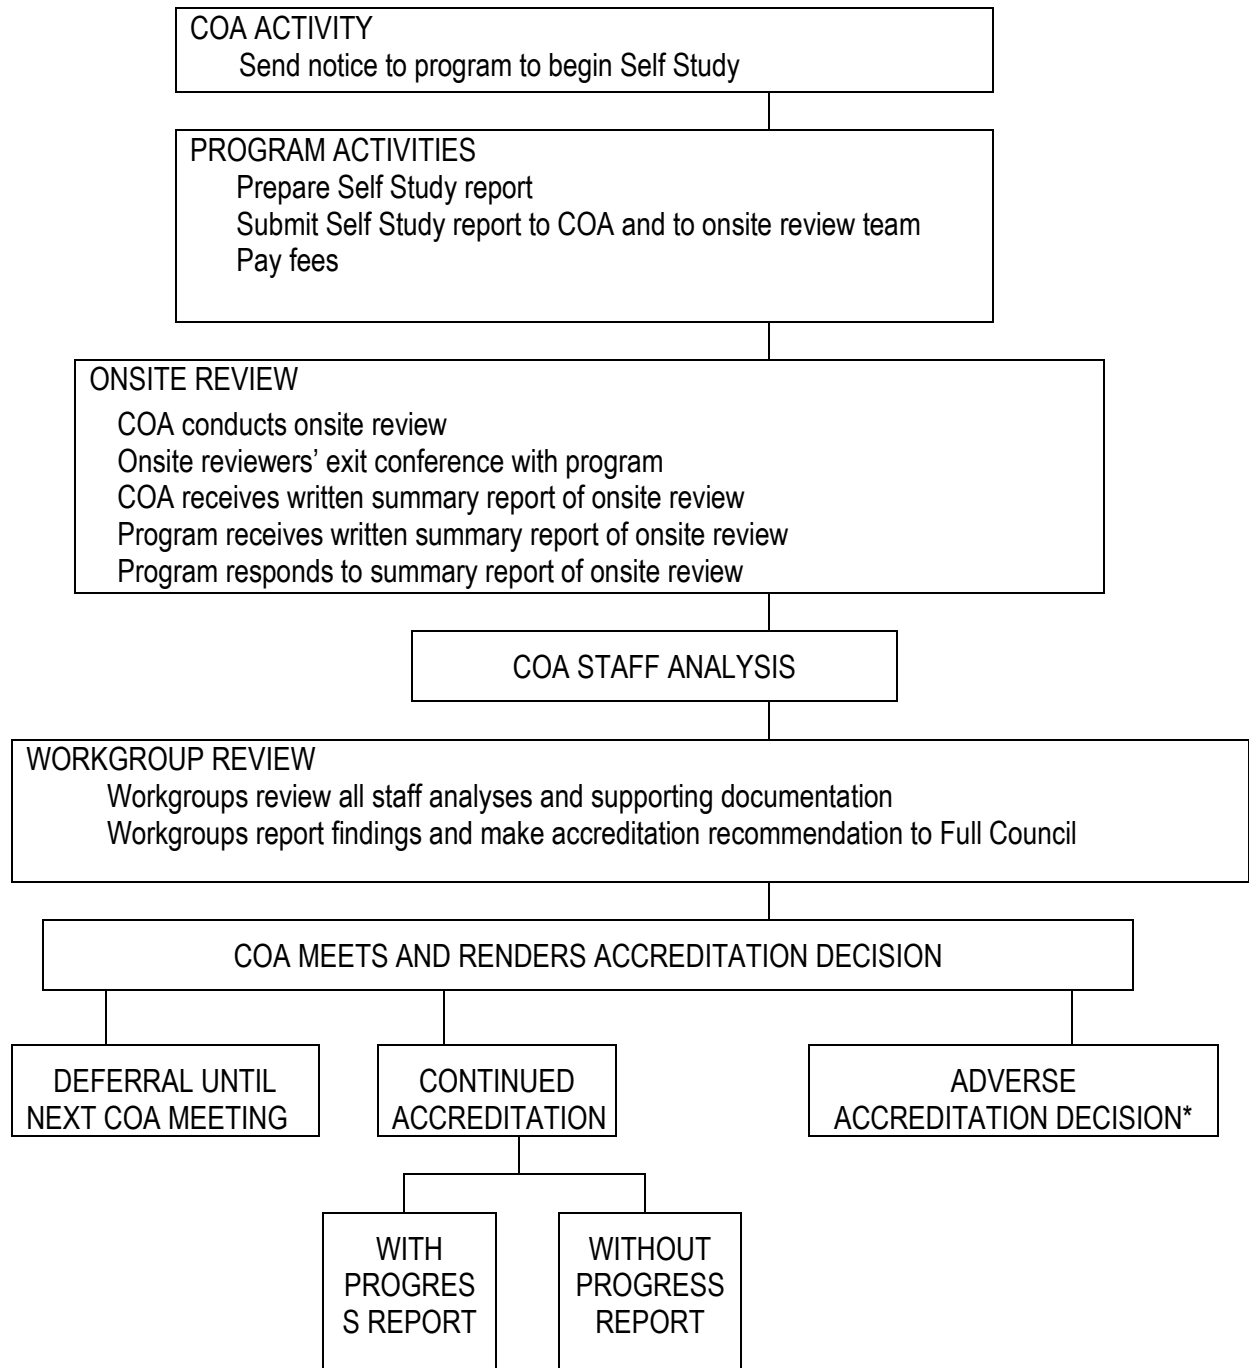 COA ACTIVITY
Send notice to program to begin Self Study
PROGRAM ACTIVITIES
Prepare Self Study report
Submit Self Study report to COA and to onsite review team
Pay fees
ONSITE REVIEW
COA conducts onsite review
Onsite reviewers’ exit conference with program
COA receives written summary report of onsite review
Program receives written summary report of onsite review
Program responds to summary report of onsite review
COA STAFF ANALYSIS
WORKGROUP REVIEW
Workgroups review all staff analyses and supporting documentation
Workgroups report findings and make accreditation recommendation to Full Council
COA MEETS AND RENDERS ACCREDITATION DECISION
DEFERRAL UNTIL
NEXT COA MEETING
CONTINUED
ACCREDITATION
ADVERSE
ACCREDITATION DECISION*
WITH
PROGRES
S REPORT
WITHOUT
PROGRESS
REPORT